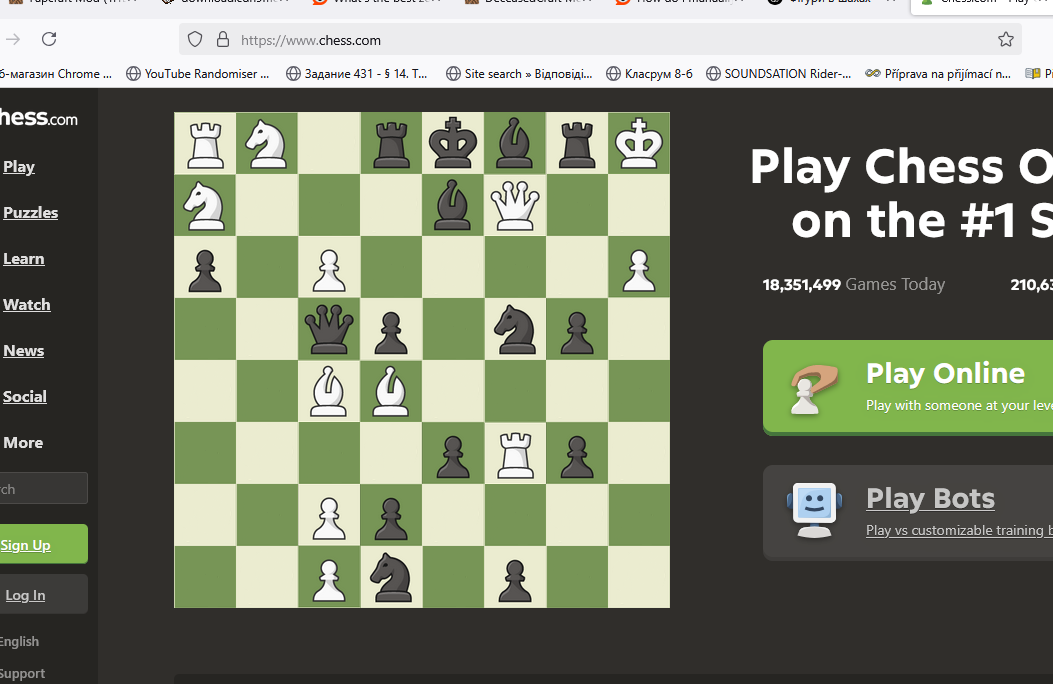 https://www.chess.com
б-магазин Chrome ...
YouTube Randomiser ...
Задание 431 - § 14. Т...
Site search » Відповіді...
Класрум 8-б
SOUNDSATION Rider-...
Příprava na přijímací n...
hess.com
Play
Puzzles
Learn
Watch
News
Social
More
rch
Sign Up
Log In
English
Support
Play Chess O
on the #1 S
18,351,499 Games Today
210,63
Play Online
Play with someone at your leve
Play Bots
Play vs customizable training b